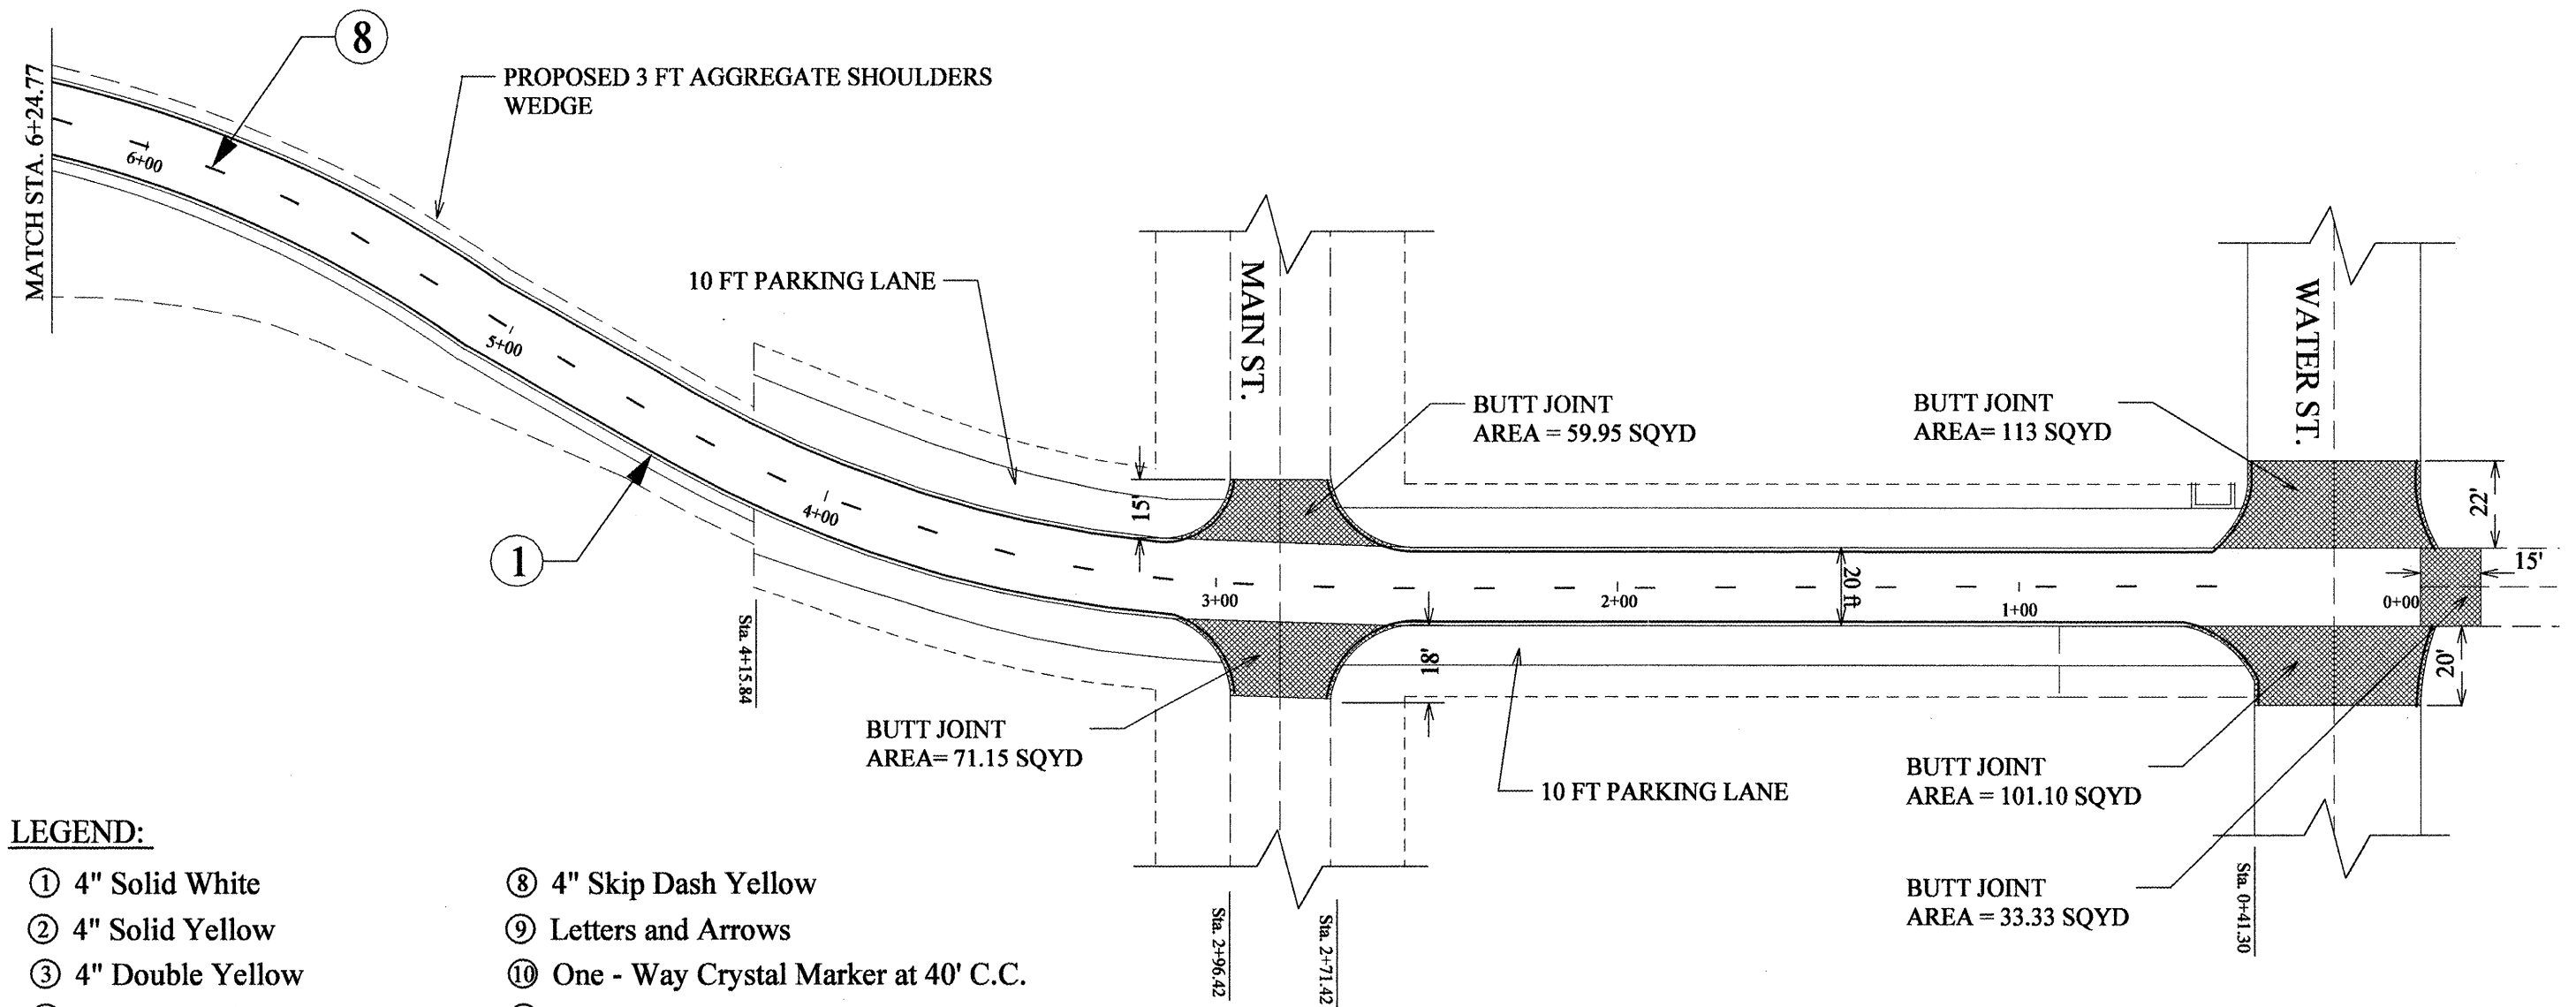 8
MATCH STA. 6+24.77
PROPOSED 3 FT AGGREGATE SHOULDERS
WEDGE
6+00
10 FT PARKING LANE
MAIN ST.
WATER ST.
5+00
BUTT JOINT
AREA = 59.95 SQYD
BUTT JOINT
AREA= 113 SQYD
15'
22'
4+00
1
3+00
2+00
20 ft
1+00
0+00
15'
Sta. 4+15.84
18'
20'
BUTT JOINT
AREA= 71.15 SQYD
10 FT PARKING LANE
BUTT JOINT
AREA = 101.10 SQYD
BUTT JOINT
AREA = 33.33 SQYD
Sta. 2+96.42
Sta. 2+71.42
Sta. 0+41.30
LEGEND:
① 4" Solid White
② 4" Solid Yellow
③ 4" Double Yellow
⑧ 4" Skip Dash Yellow
⑨ Letters and Arrows
⑩ One - Way Crystal Marker at 40' C.C.